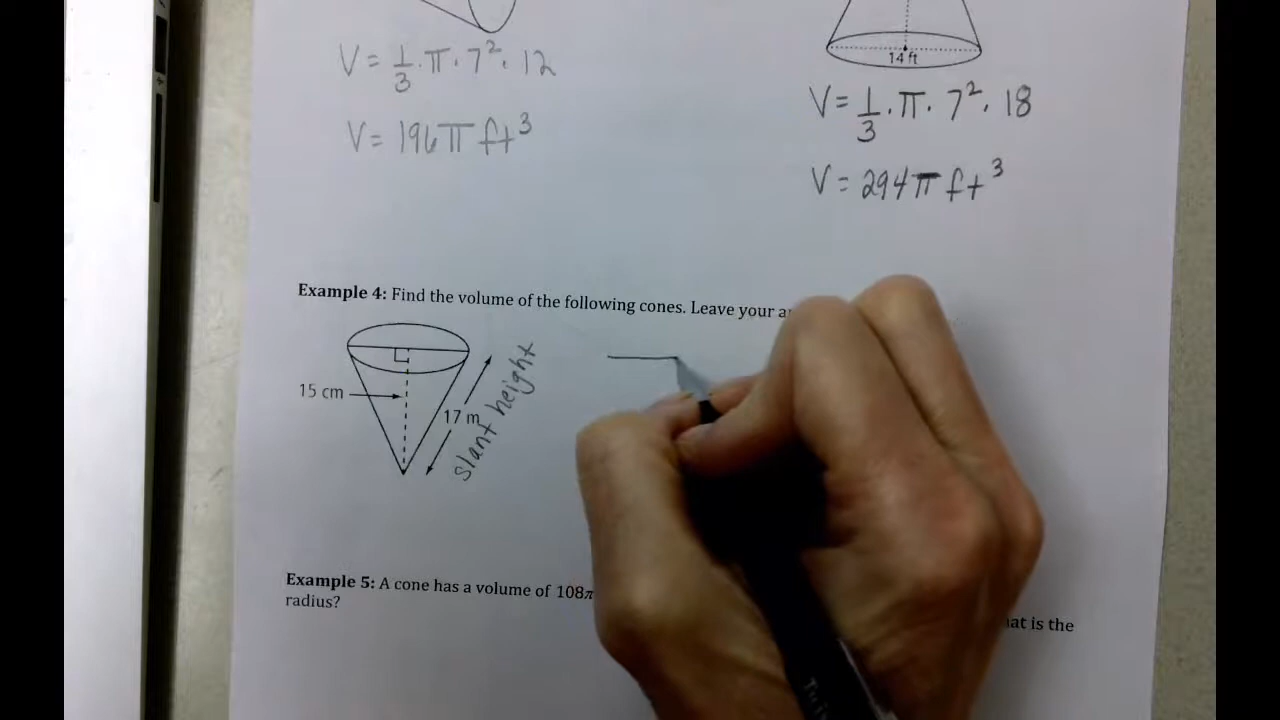 V = 1/3 · π · 7² · 12
V = 196π ft³
14 ft
V = 1/3 · π · 7² · 18
V = 294π ft³
Example 4: Find the volume of the following cones. Leave your
15 cm
17 m
slant height
Example 5: A cone has a volume of 108π
is the
radius?